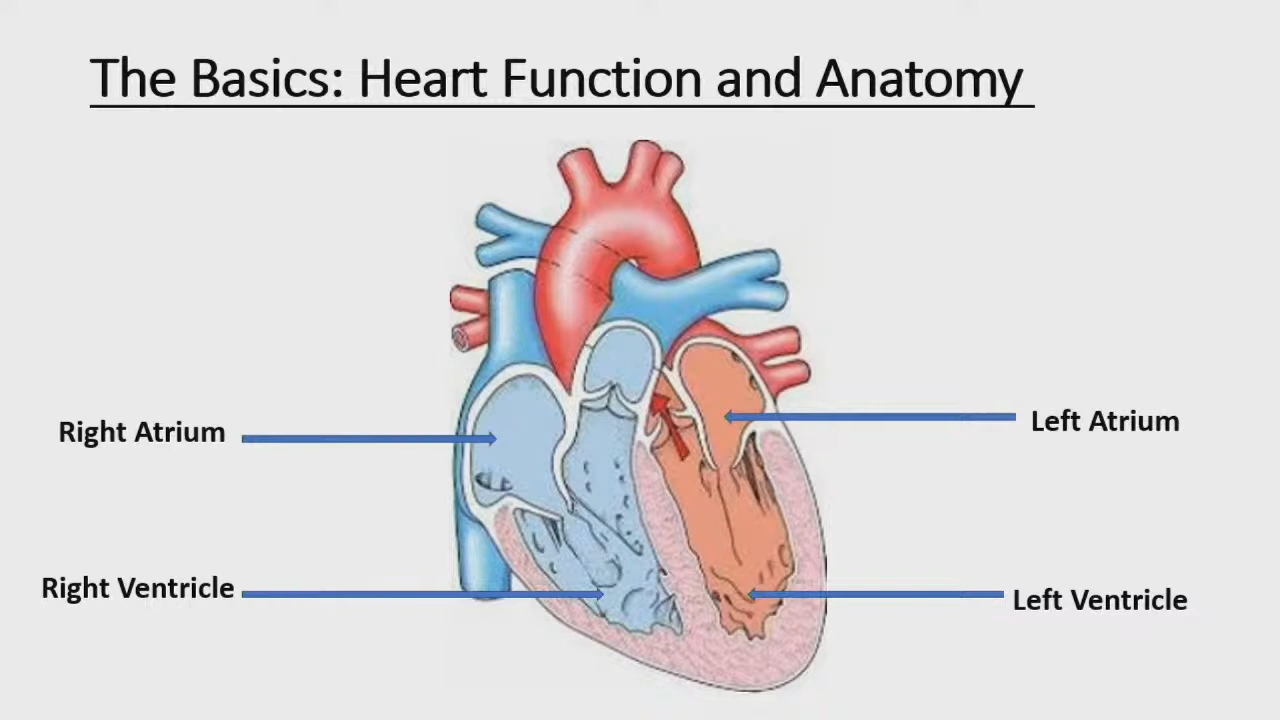 The Basics: Heart Function and Anatomy
Right Atrium
Left Atrium
Right Ventricle
Left Ventricle